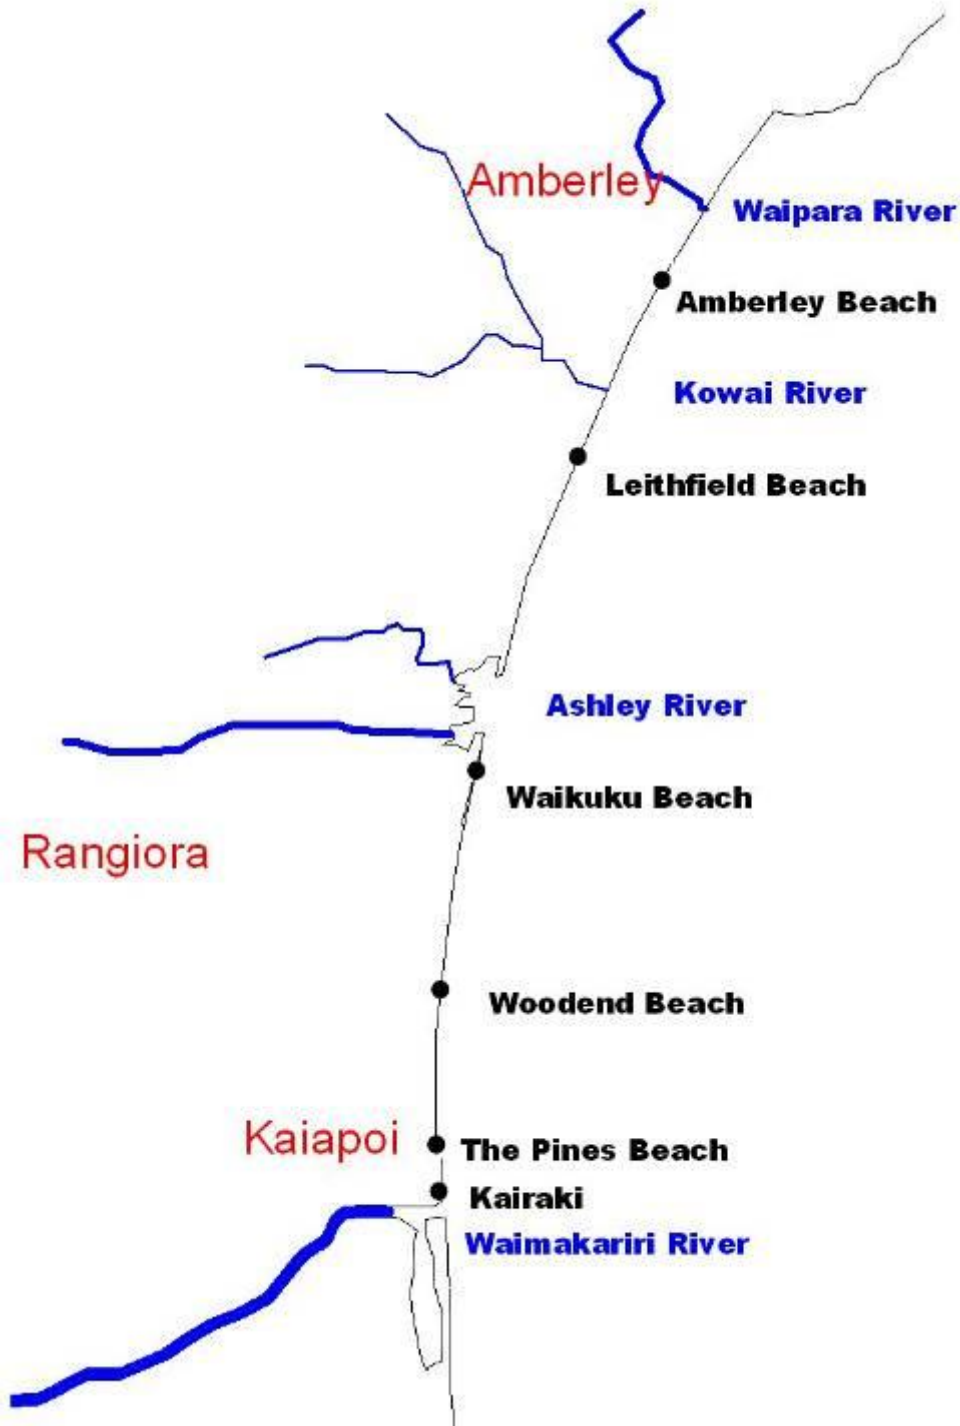 Amberley
Waipara River
Amberley Beach
Kowai River
Leithfield Beach
Ashley River
Waikuku Beach
Rangiora
Woodend Beach
Kaiapoi
The Pines Beach
Kairaki
Waimakariri River